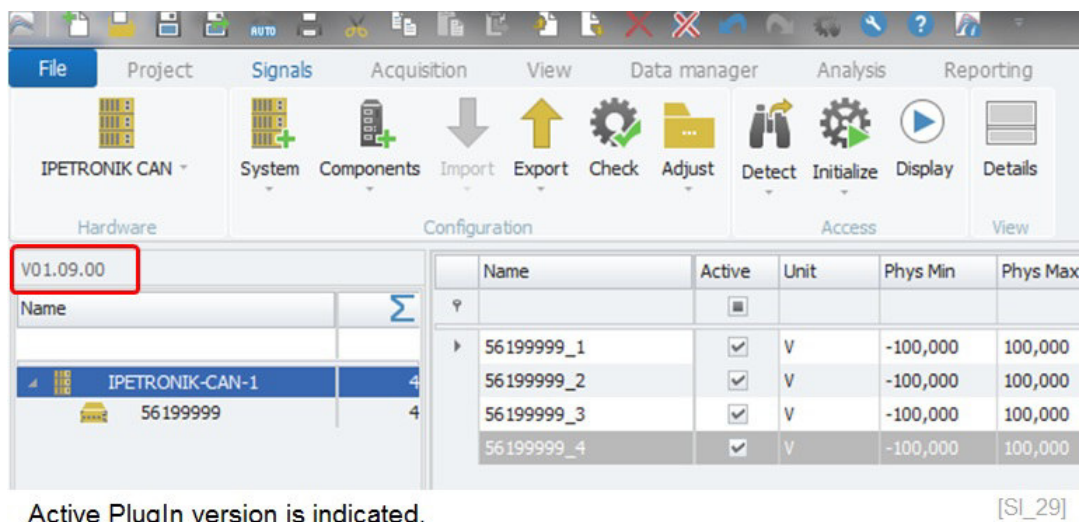 AUTO
File Project Signals Acquisition View Data manager Analysis Reporting
IPETRONIK CAN System Components Import Export Check Adjust Detect Initialize Display Details
Hardware Configuration Access View
V01.09.00
Name Active Unit Phys Min Phys Max
Name Σ
56199999_1 V -100,000 100,000
IPETRONIK-CAN-1 4 56199999_2 V -100,000 100,000
56199999 4 56199999_3 V -100,000 100,000
56199999_4 V -100,000 100,000
Active PlugIn version is indicated.
[SI_29]